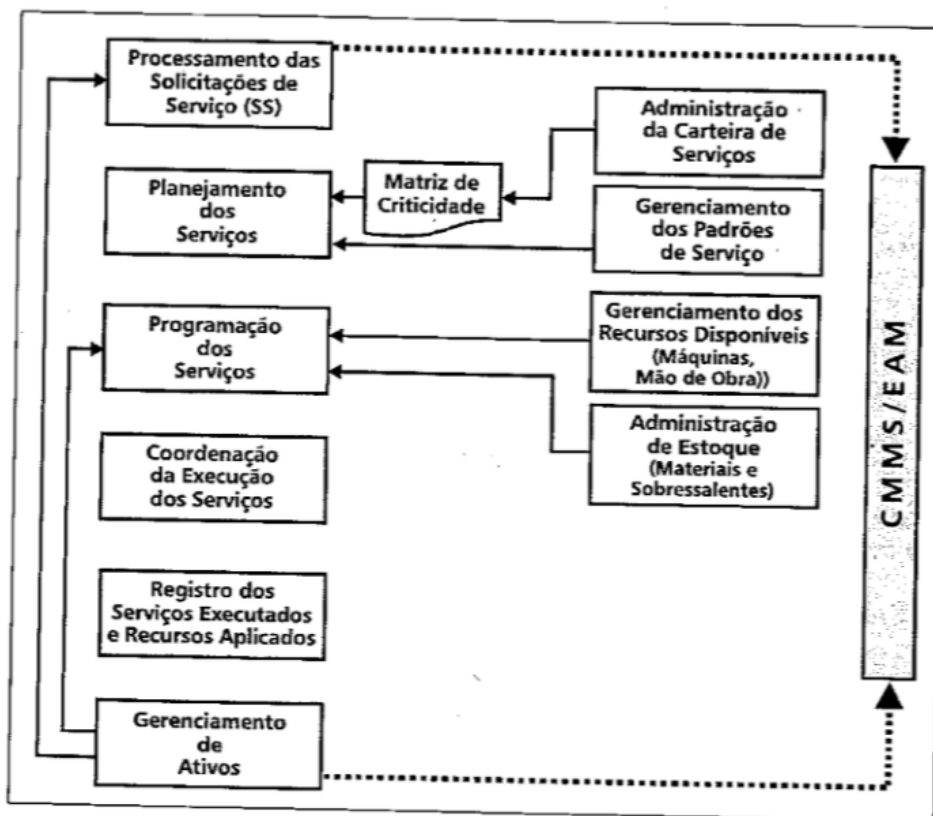 Processamento das
Solicitações de
Serviço (SS)
Administração
da Carteira de
Serviços
Planejamento
dos
Serviços
Matriz de
Criticidade
Gerenciamento
dos Padrões
de Serviço
Programação
dos
Serviços
Gerenciamento dos
Recursos Disponíveis
(Máquinas,
Mão de Obra))
Administração
de Estoque
(Materiais e
Sobressalentes)
Coordenação
da Execução
dos Serviços
Registro dos
Serviços Executados
e Recursos Aplicados
Gerenciamento
de
Ativos
CMMS/EAM